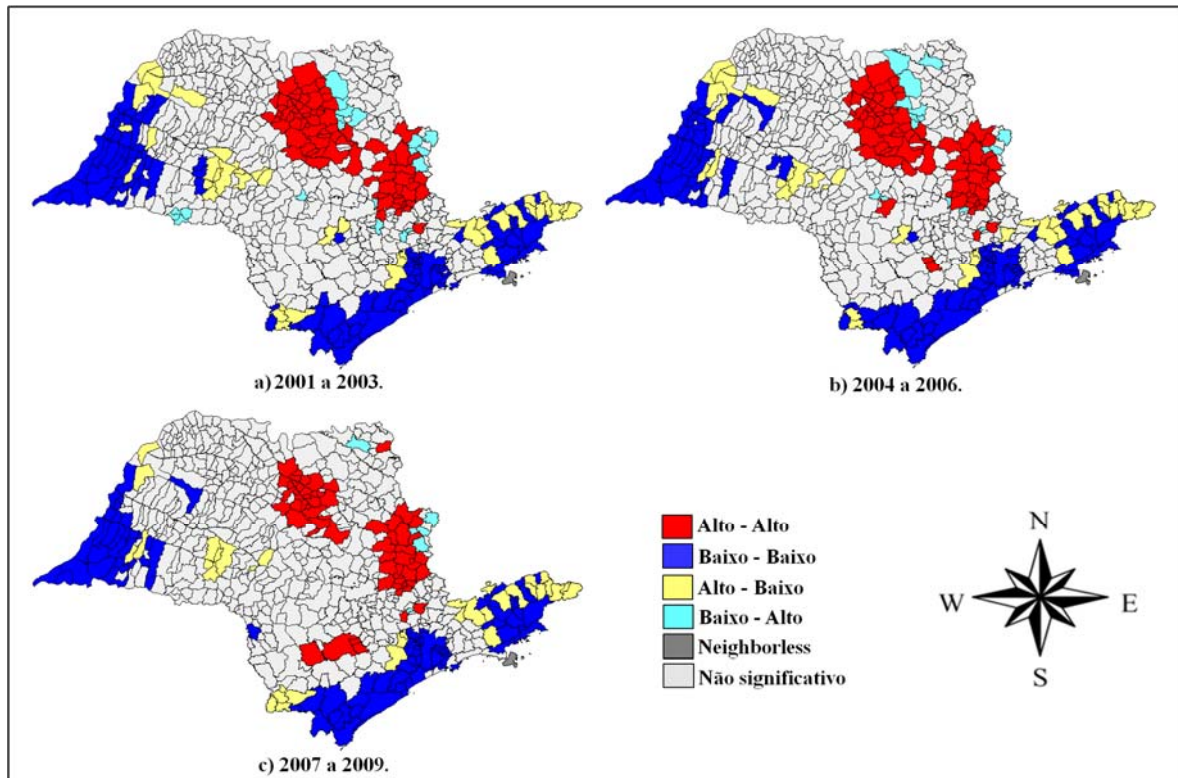 a) 2001 a 2003.
b) 2004 a 2006.
c) 2007 a 2009.
Alto - Alto
Baixo - Baixo
Alto - Baixo
Baixo - Alto
Neighborless
Não significativo
N
W
E
S